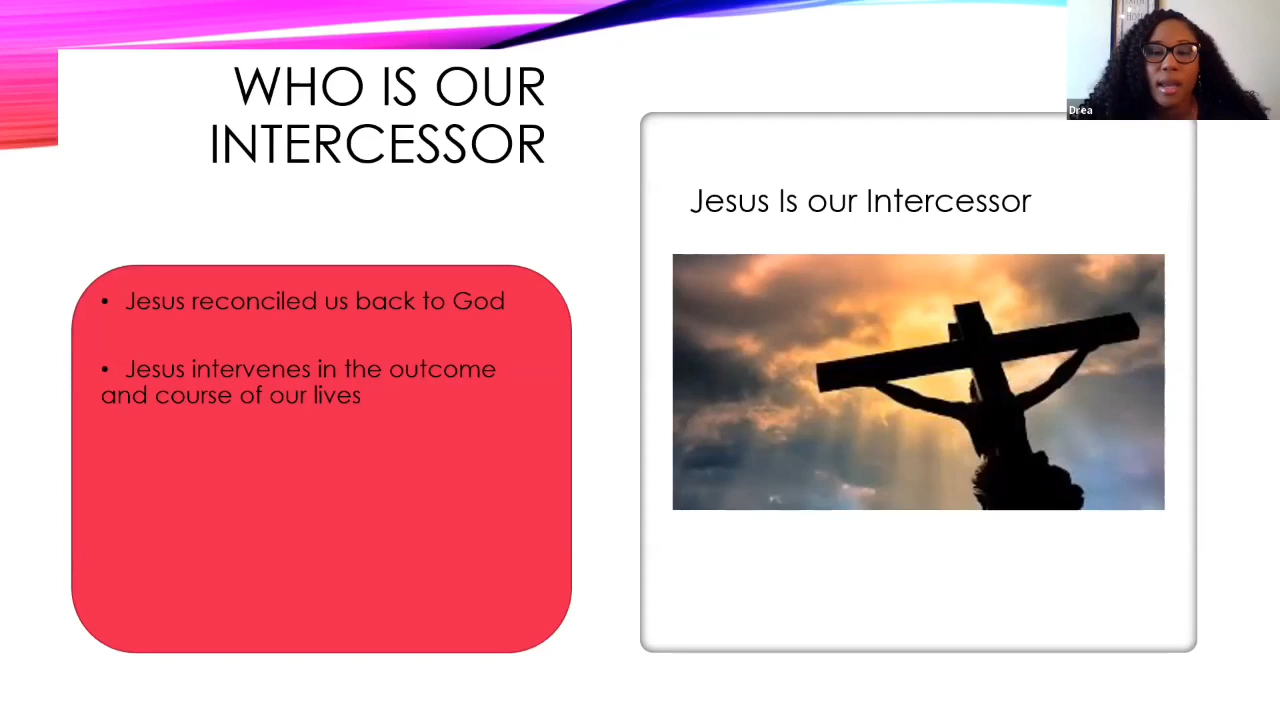 WHO IS OUR
INTERCESSOR
Drea
Jesus Is our Intercessor
• Jesus reconciled us back to God
• Jesus intervenes in the outcome
and course of our lives